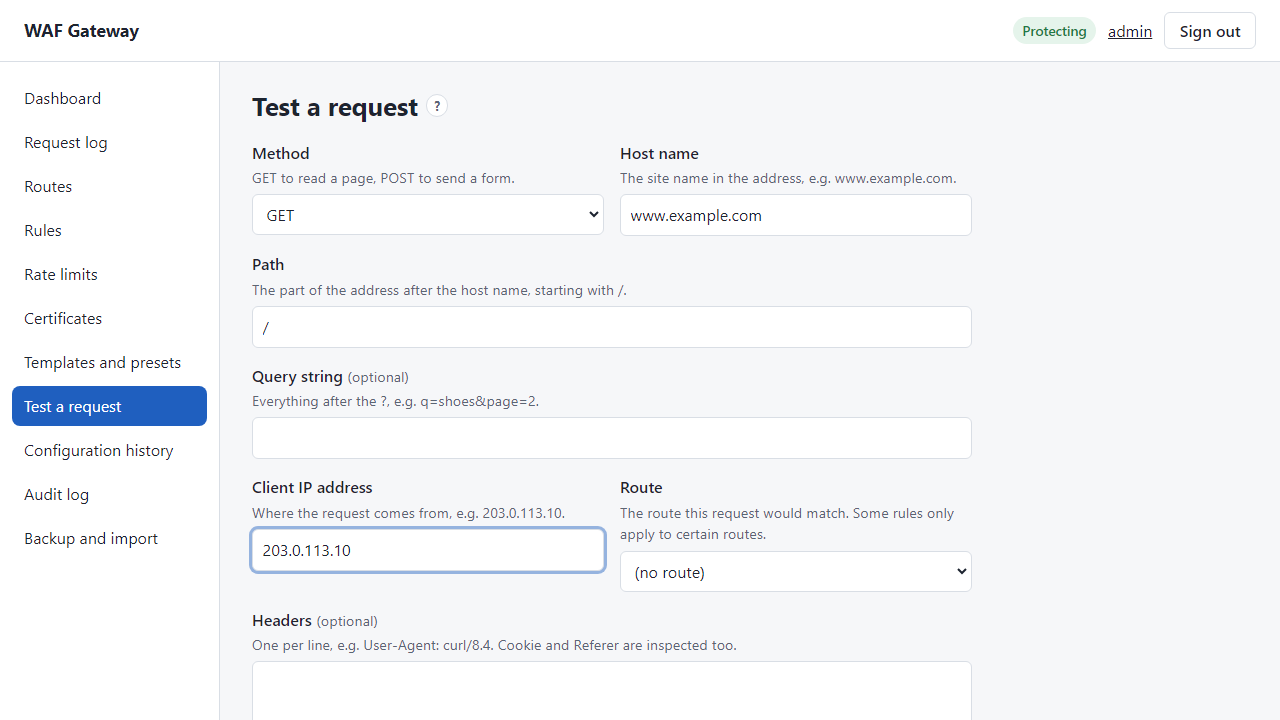 WAF Gateway
Protecting
admin
Sign out
Dashboard
Request log
Routes
Rules
Rate limits
Certificates
Templates and presets
Test a request
Configuration history
Audit log
Backup and import
Test a request ?
Method
GET to read a page, POST to send a form.
GET
Host name
The site name in the address, e.g. www.example.com.
www.example.com
Path
The part of the address after the host name, starting with /.
/
Query string (optional)
Everything after the ?, e.g. q=shoes&page=2.
Client IP address
Where the request comes from, e.g. 203.0.113.10.
203.0.113.10
Route
The route this request would match. Some rules only
apply to certain routes.
(no route)
Headers (optional)
One per line, e.g. User-Agent: curl/8.4. Cookie and Referer are inspected too.